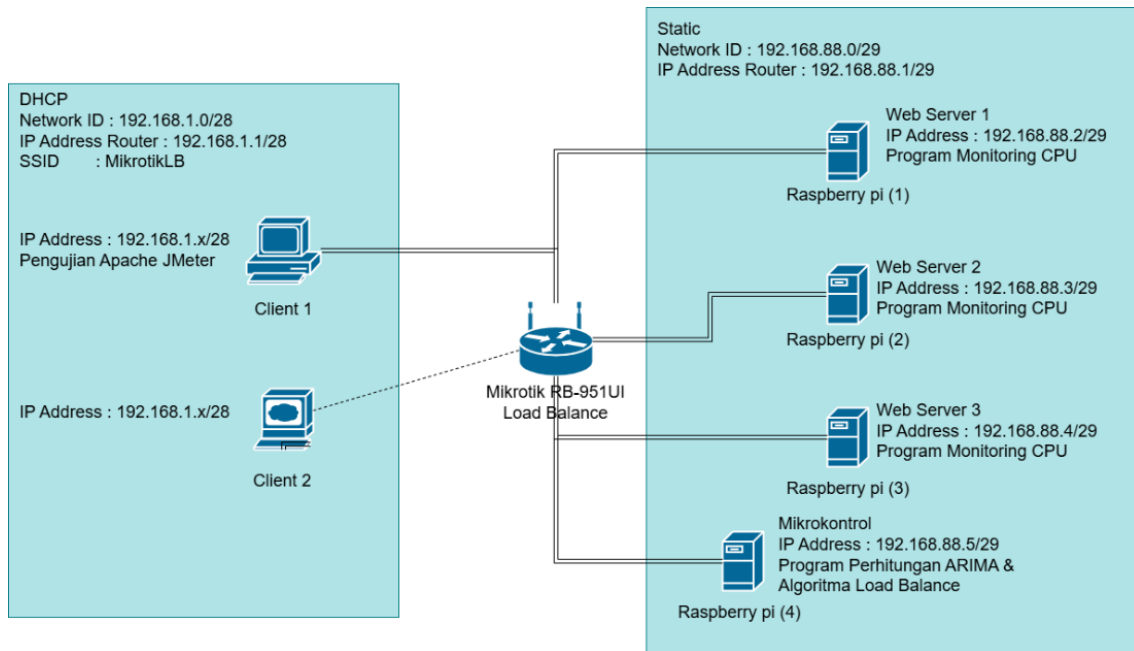 DHCP
Network ID : 192.168.1.0/28
IP Address Router : 192.168.1.1/28
SSID : MikrotikLB
IP Address : 192.168.1.x/28
Pengujian Apache JMeter
Client 1
IP Address : 192.168.1.x/28
Client 2
Mikrotik RB-951UI
Load Balance
Static
Network ID : 192.168.88.0/29
IP Address Router : 192.168.88.1/29
Web Server 1
IP Address : 192.168.88.2/29
Program Monitoring CPU
Raspberry pi (1)
Web Server 2
IP Address : 192.168.88.3/29
Program Monitoring CPU
Raspberry pi (2)
Web Server 3
IP Address : 192.168.88.4/29
Program Monitoring CPU
Raspberry pi (3)
Mikrokontrol
IP Address : 192.168.88.5/29
Program Perhitungan ARIMA &
Algoritma Load Balance
Raspberry pi (4)